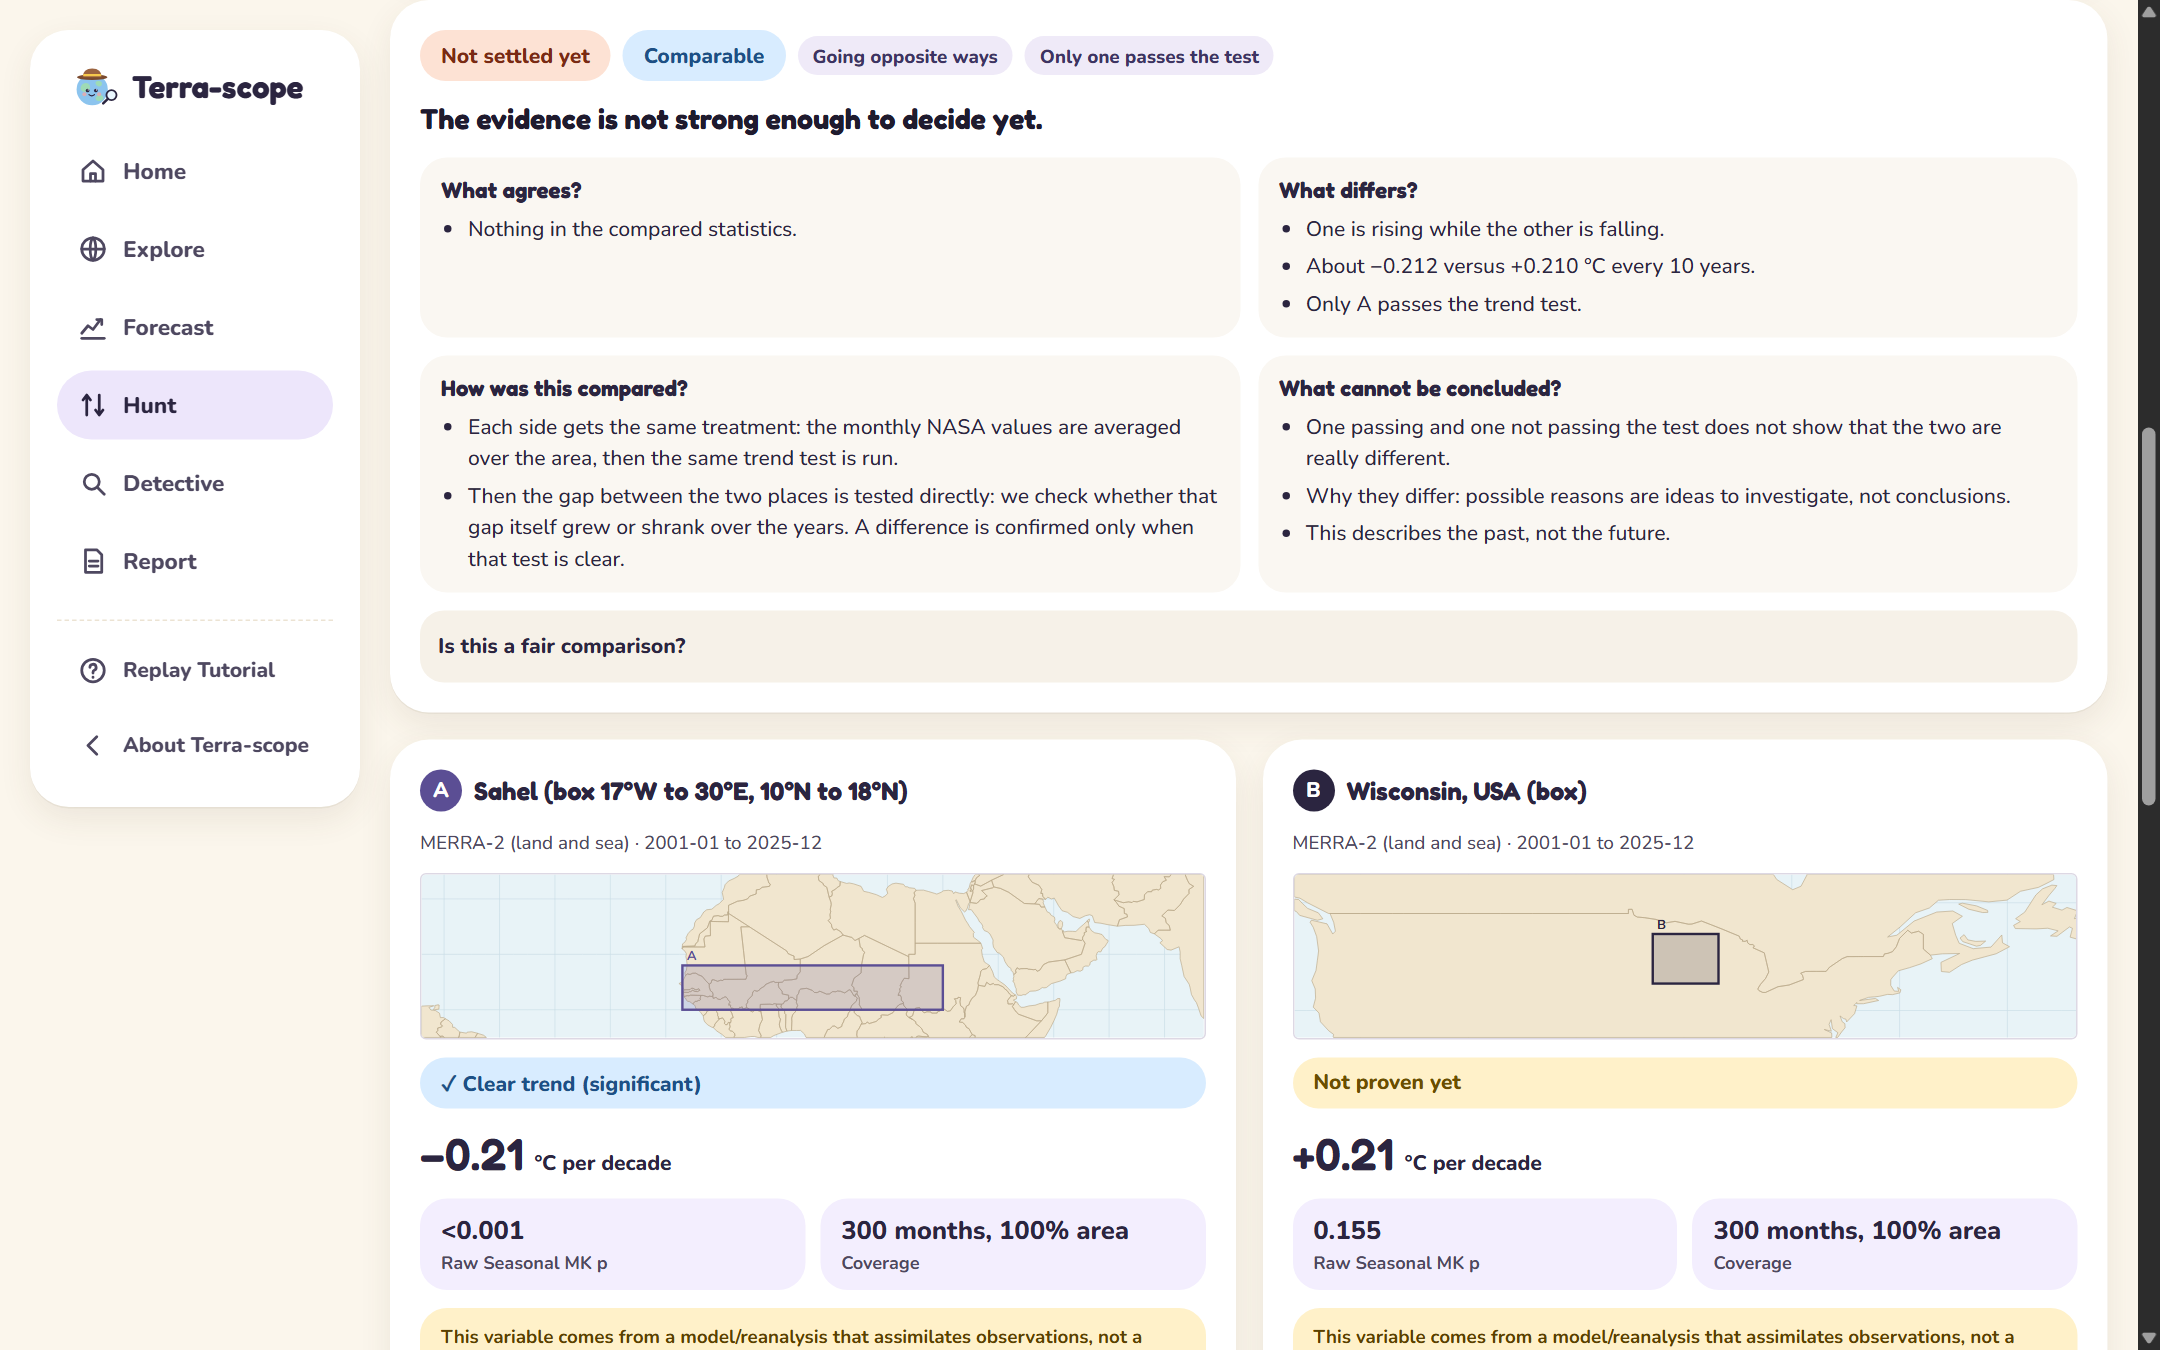 Terra-scope
Home
Explore
Forecast
Hunt
Detective
Report
Replay Tutorial
About Terra-scope
Not settled yet
Comparable
Going opposite ways
Only one passes the test
The evidence is not strong enough to decide yet.
What agrees?
• Nothing in the compared statistics.
What differs?
• One is rising while the other is falling.
• About −0.212 versus +0.210 °C every 10 years.
• Only A passes the trend test.
How was this compared?
• Each side gets the same treatment: the monthly NASA values are averaged
over the area, then the same trend test is run.
• Then the gap between the two places is tested directly: we check whether that
gap itself grew or shrank over the years. A difference is confirmed only when
that test is clear.
What cannot be concluded?
• One passing and one not passing the test does not show that the two are
really different.
• Why they differ: possible reasons are ideas to investigate, not conclusions.
• This describes the past, not the future.
Is this a fair comparison?
A Sahel (box 17°W to 30°E, 10°N to 18°N)
MERRA-2 (land and sea) · 2001-01 to 2025-12
A
✓ Clear trend (significant)
−0.21 °C per decade
<0.001
Raw Seasonal MK p
300 months, 100% area
Coverage
This variable comes from a model/reanalysis that assimilates observations, not a
B Wisconsin, USA (box)
MERRA-2 (land and sea) · 2001-01 to 2025-12
B
Not proven yet
+0.21 °C per decade
0.155
Raw Seasonal MK p
300 months, 100% area
Coverage
This variable comes from a model/reanalysis that assimilates observations, not a